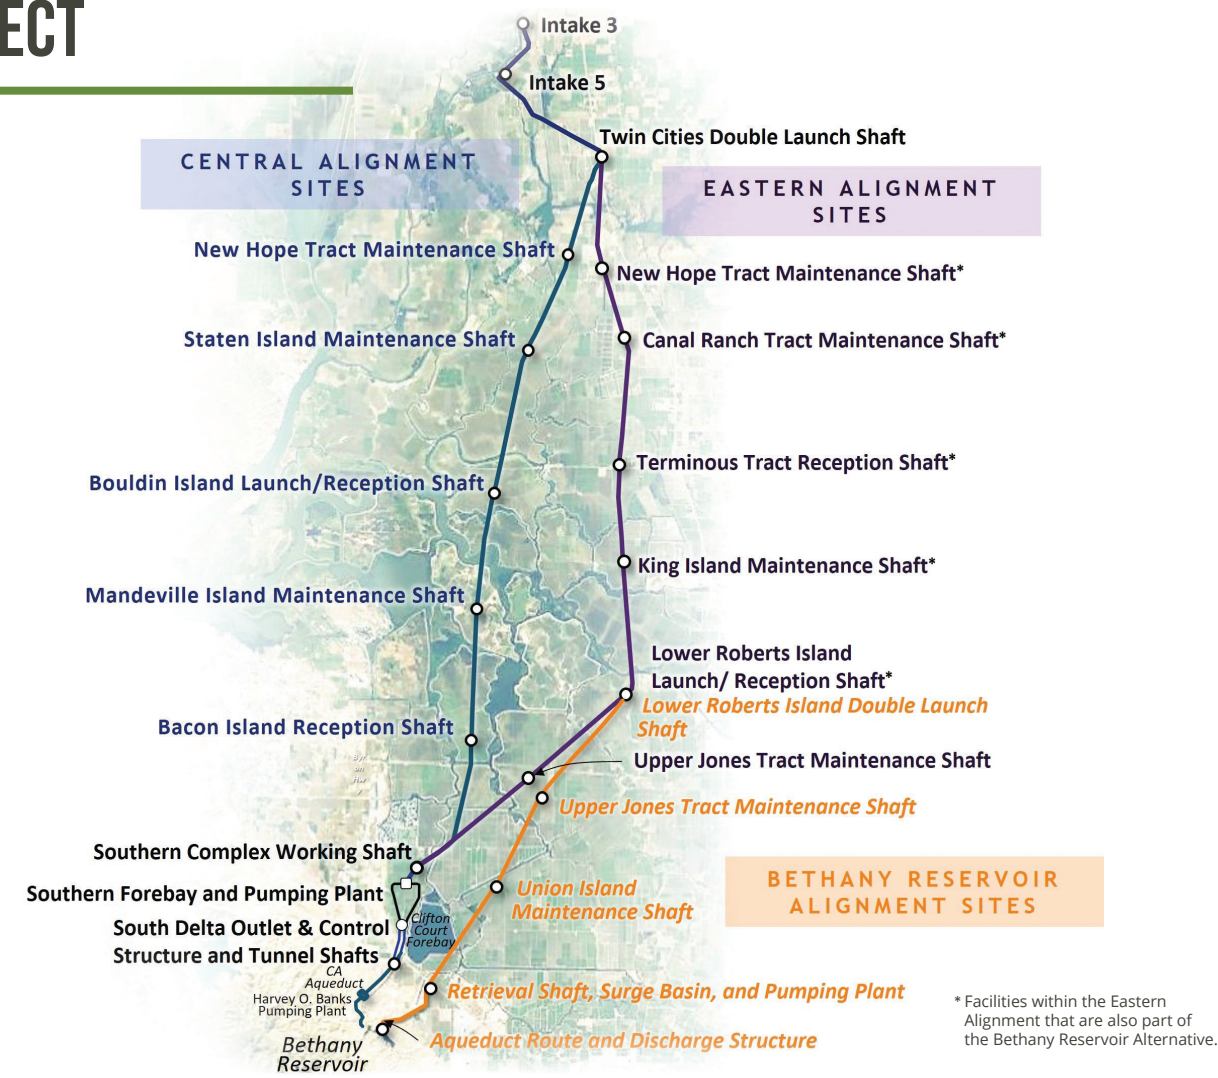 ECT
Intake 3
Intake 5
Twin Cities Double Launch Shaft
CENTRAL ALIGNMENT
SITES
EASTERN ALIGNMENT
SITES
New Hope Tract Maintenance Shaft
New Hope Tract Maintenance Shaft*
Staten Island Maintenance Shaft
Canal Ranch Tract Maintenance Shaft*
Terminous Tract Reception Shaft*
Bouldin Island Launch/Reception Shaft
King Island Maintenance Shaft*
Mandeville Island Maintenance Shaft
Lower Roberts Island
Launch/ Reception Shaft*
Lower Roberts Island Double Launch
Shaft
Bacon Island Reception Shaft
Byr
on
Hw
y
Upper Jones Tract Maintenance Shaft
Upper Jones Tract Maintenance Shaft
Southern Complex Working Shaft
BETHANY RESERVOIR
ALIGNMENT SITES
Southern Forebay and Pumping Plant
Union Island
Maintenance Shaft
South Delta Outlet & Control
Structure and Tunnel Shafts
Clifton
Court
Forebay
CA
Aqueduct
Harvey O. Banks
Pumping Plant
Retrieval Shaft, Surge Basin, and Pumping Plant
Aqueduct Route and Discharge Structure
Bethany
Reservoir
* Facilities within the Eastern
Alignment that are also part of
the Bethany Reservoir Alternative.